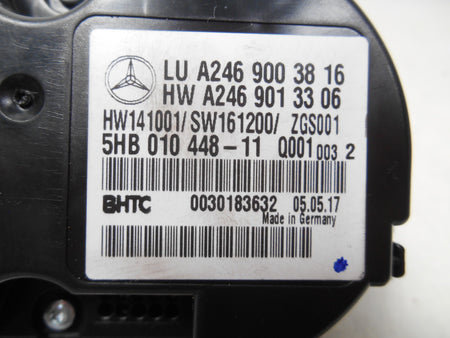 LU A246 900 38 16
HW A246 901 33 06
HW141001/SW161200/ ZGS001
5HB 010 448-11 Q001 003 2
BHTC 0030183632 05.05.17
Made in Germany